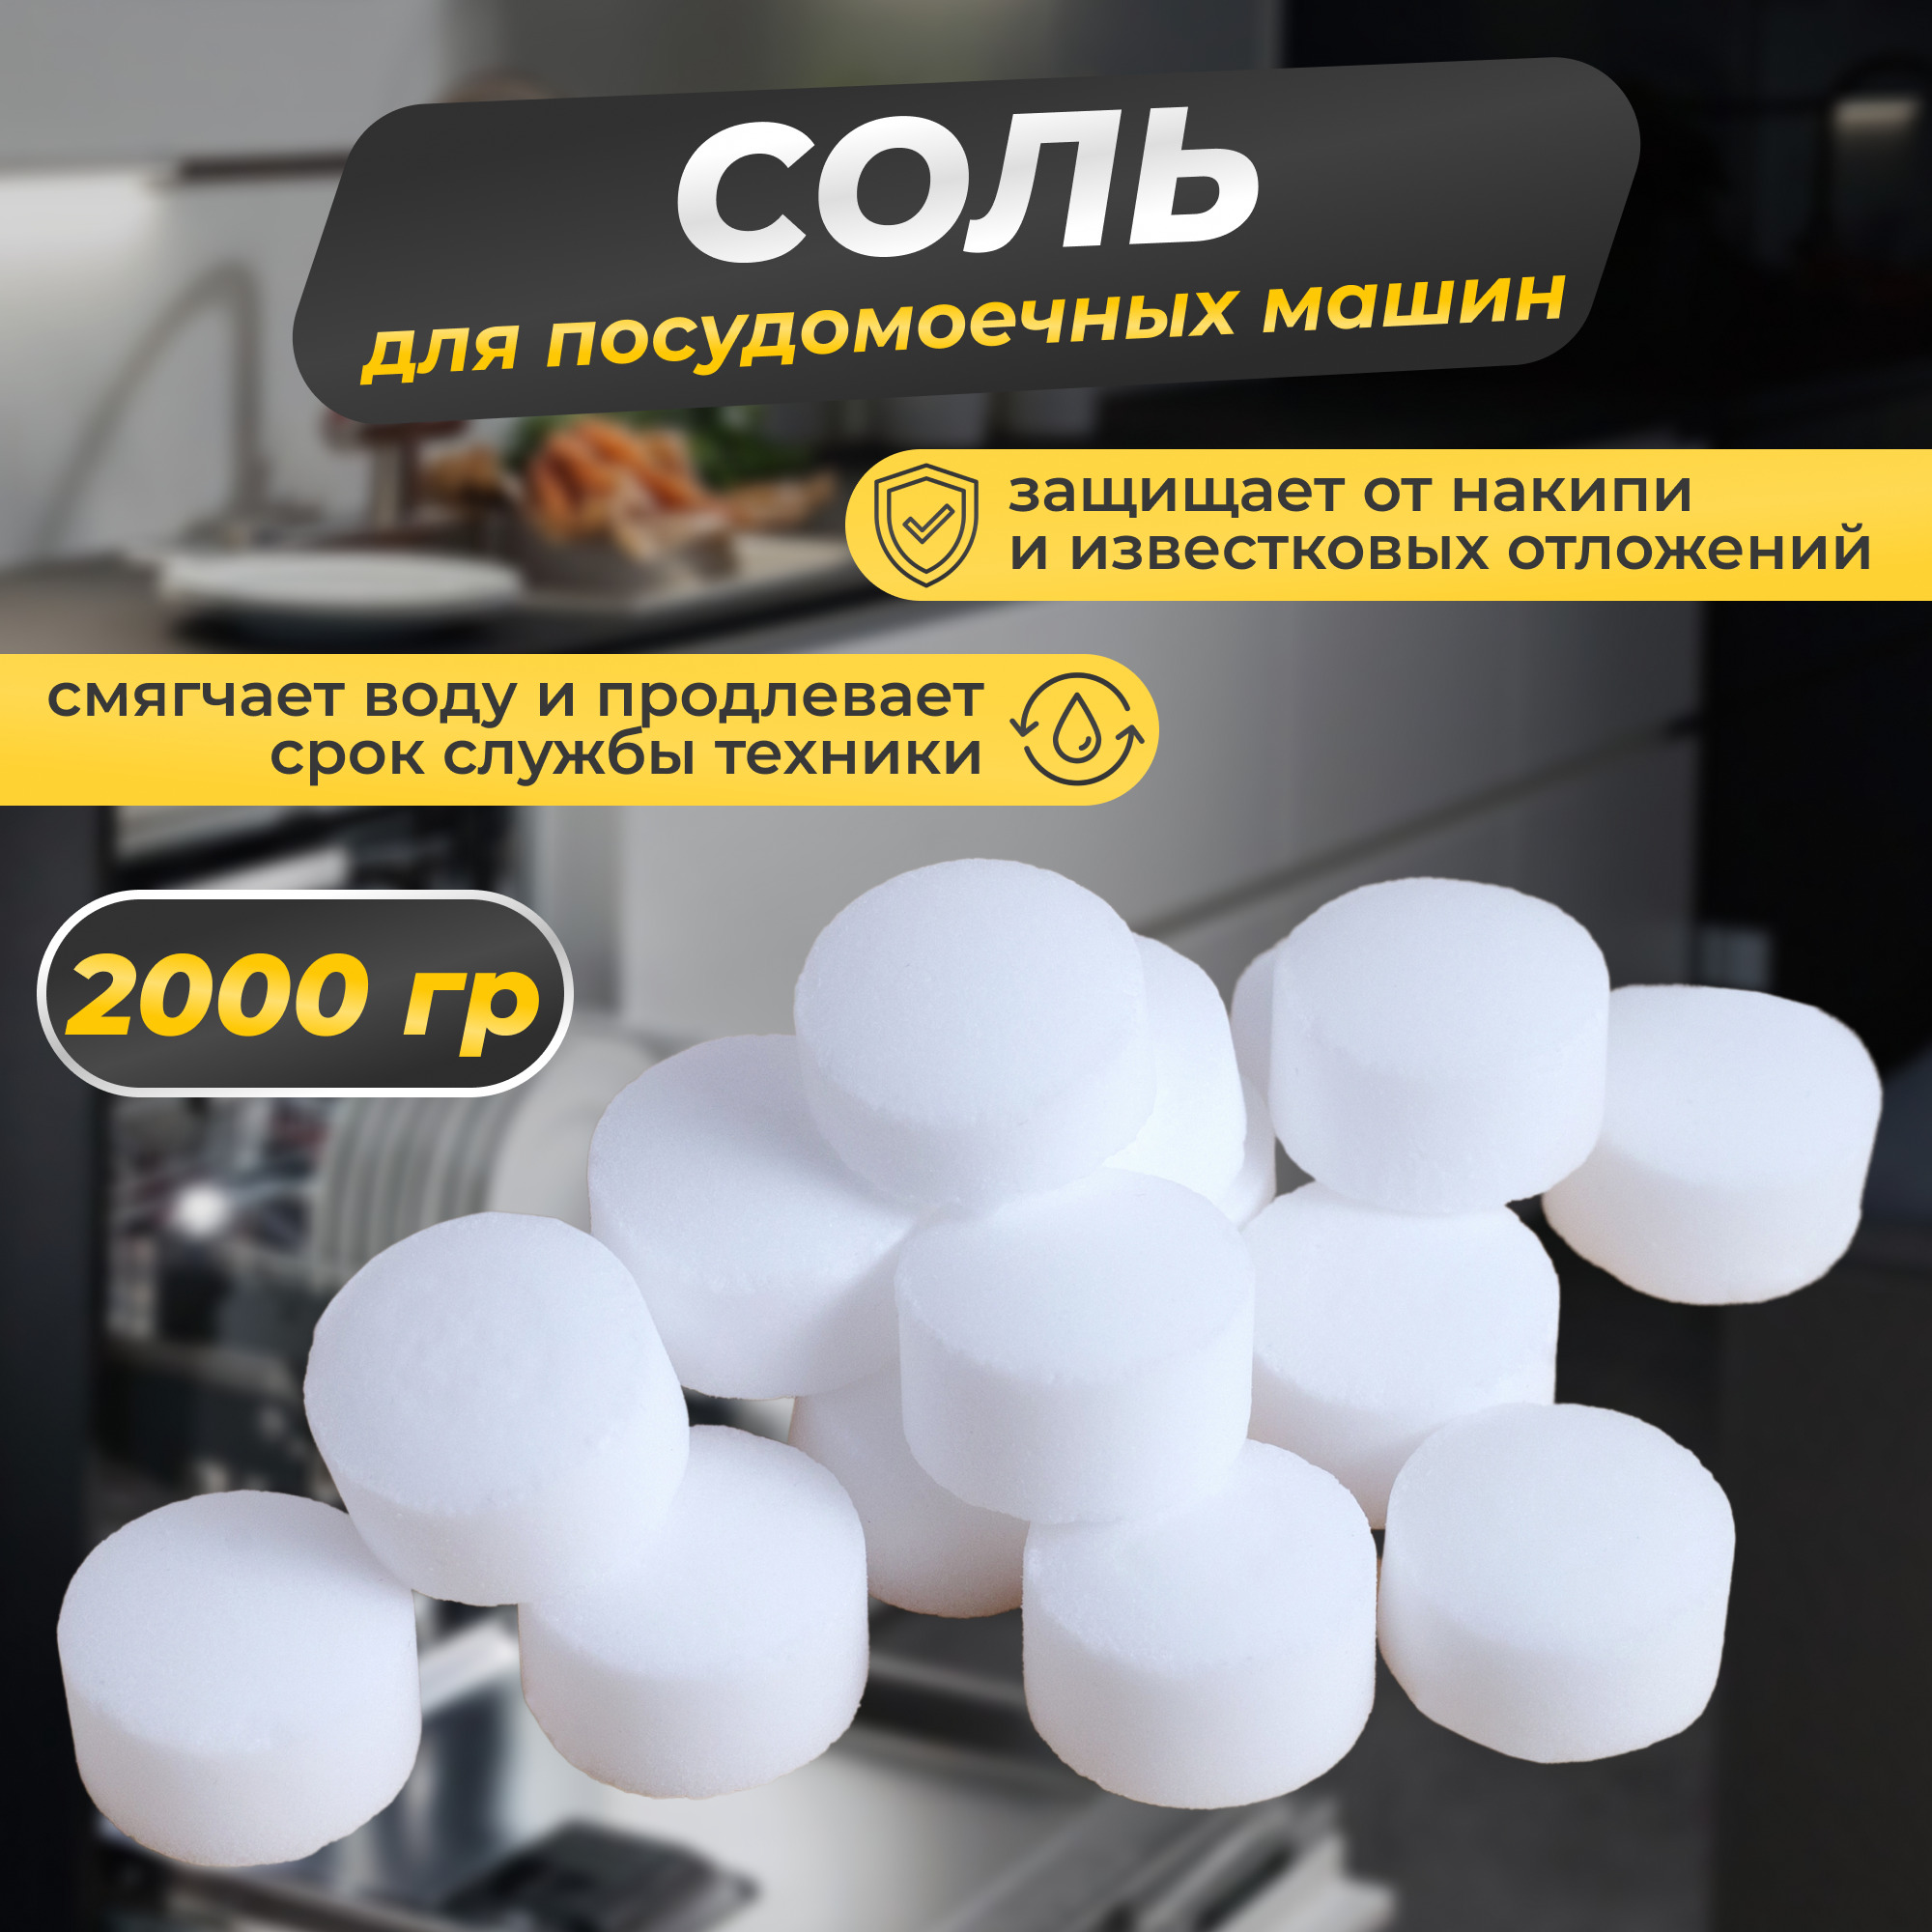 СОЛЬ
для посудомоечных машин
защищает от накипи
и известковых отложений
смягчает воду и продлевает
срок службы техники
2000 гр